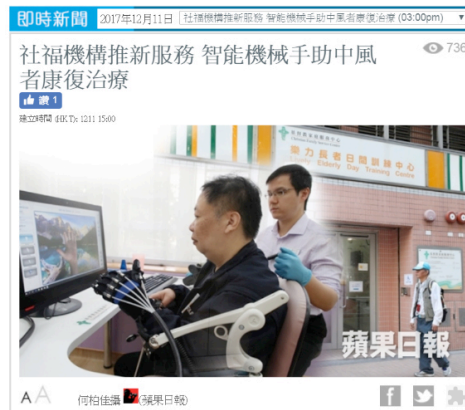 即時新聞 2017年12月11日 社福機構推新服務 智能機械手助中風者康復治療 (03:00pm)
社福機構推新服務 智能機械手助中風
者康復治療
736
讚 1
建立時間 (HKT): 1211 15:00
康力長者日間訓練中心
Elderly Day Training Centre
蘋果日報
A A
何柏佳攝 (蘋果日報)